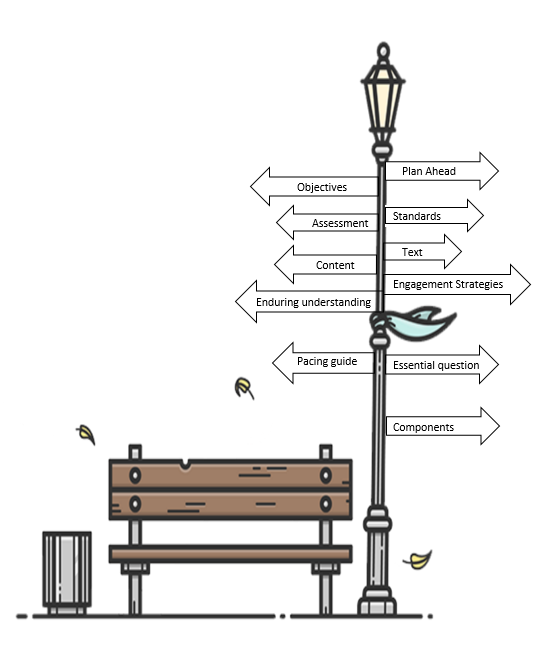 Plan Ahead
Objectives
Standards
Assessment
Text
Content
Engagement Strategies
Enduring understanding
Pacing guide
Essential question
Components